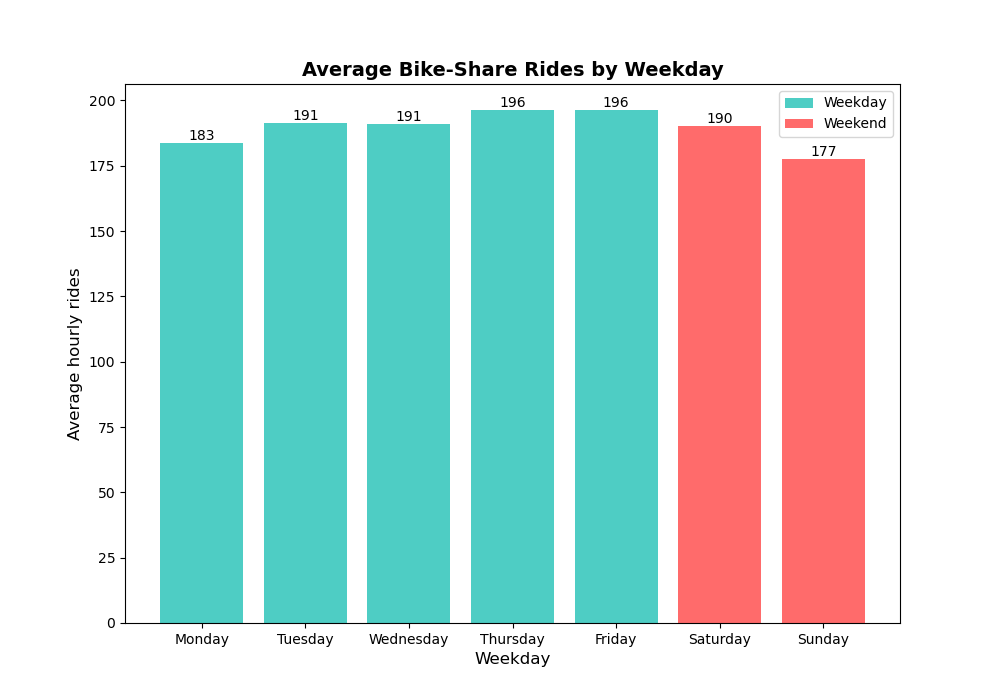 Average Bike-Share Rides by Weekday
Weekday
Weekend
183
191
191
196
196
190
177
200
175
150
125
100
75
50
25
0
Average hourly rides
Monday
Tuesday
Wednesday
Thursday
Friday
Saturday
Sunday
Weekday